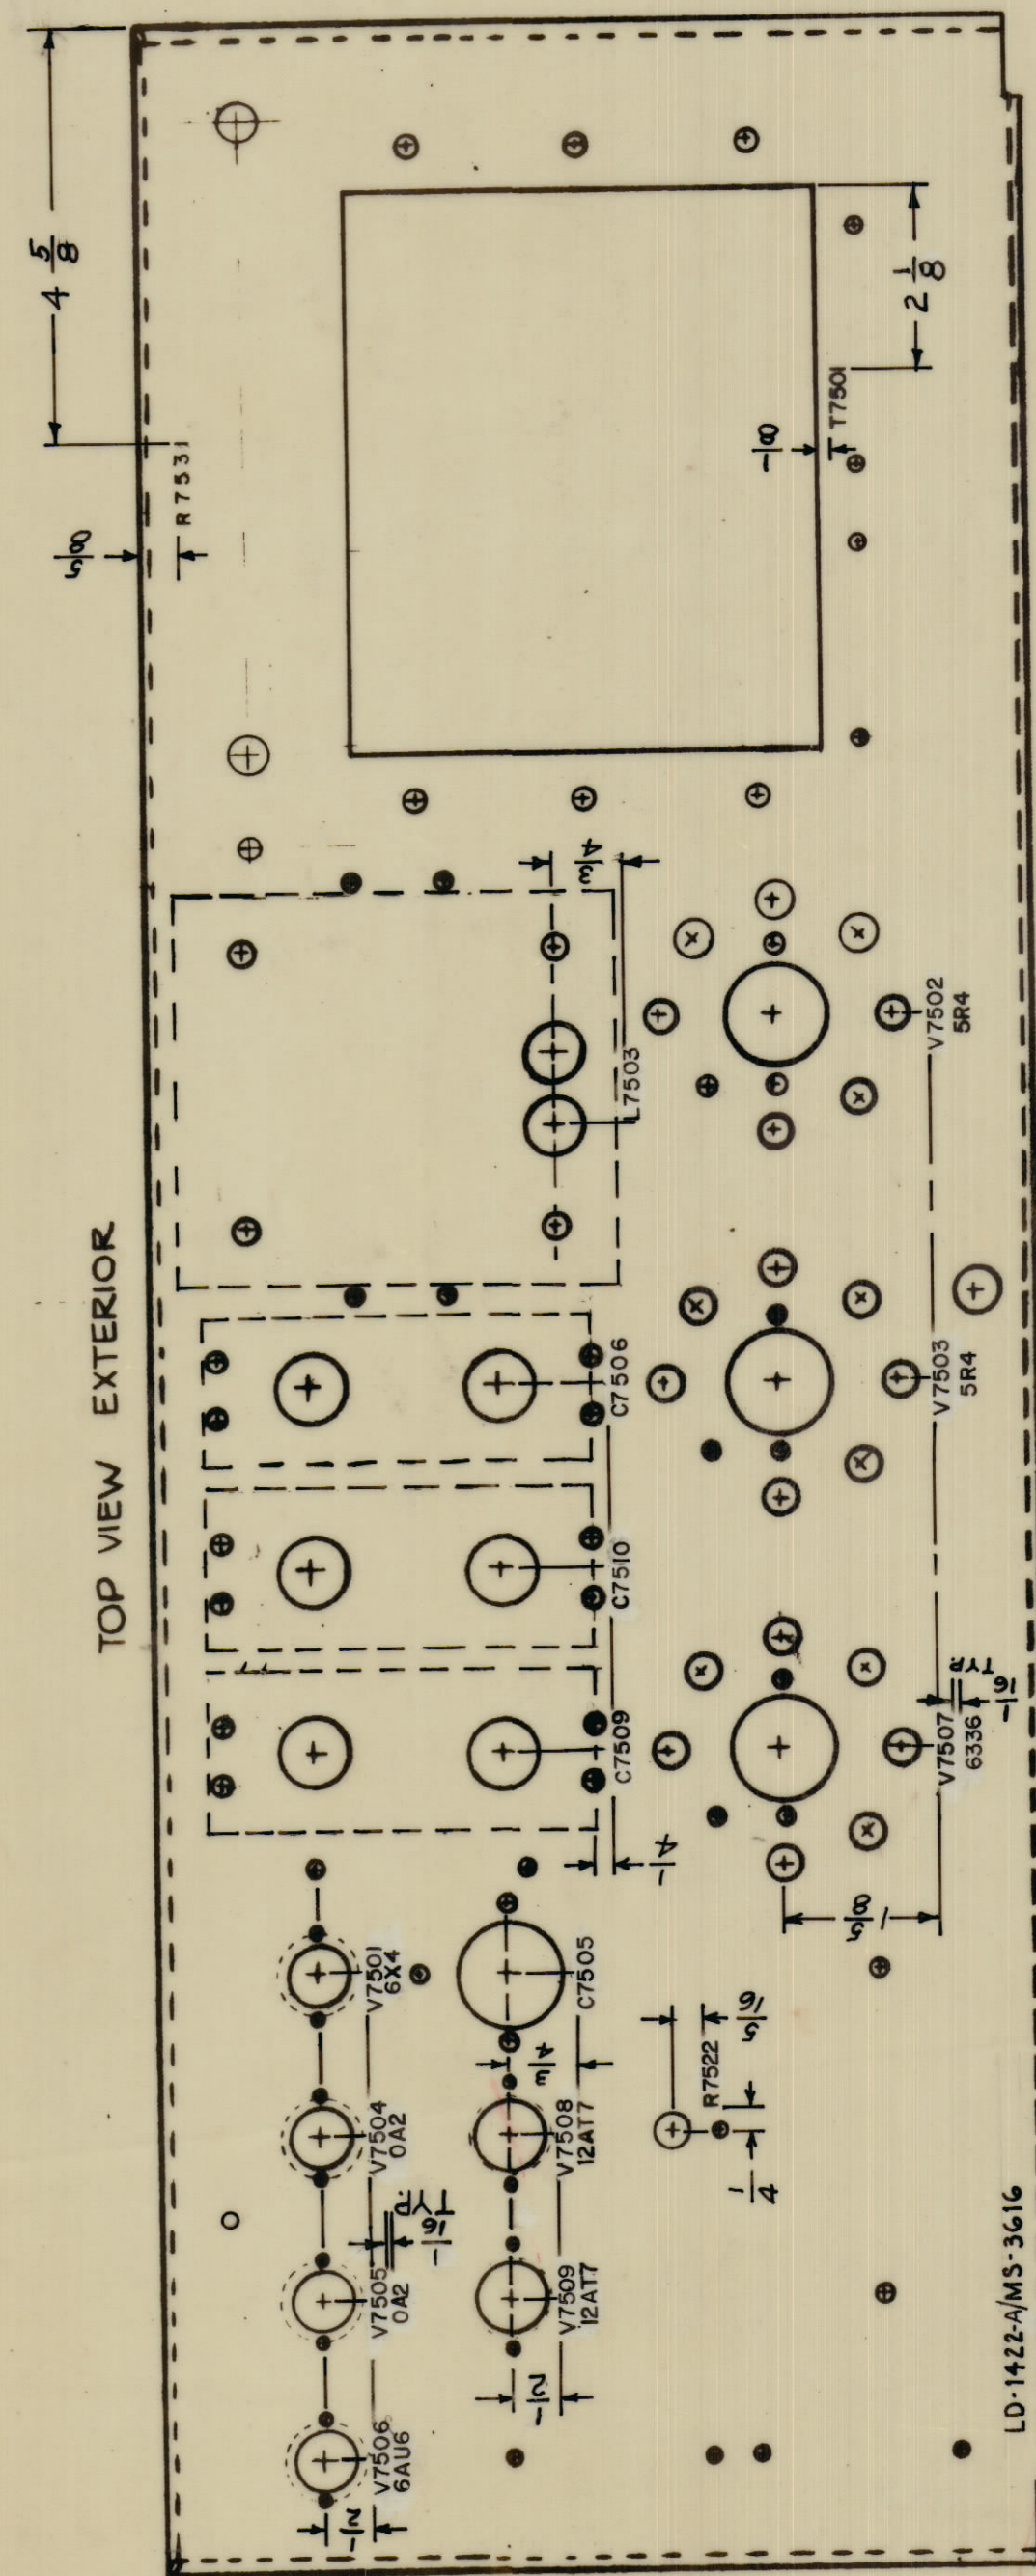 TOP VIEW EXTERIOR
4 5/8
5/8
R7531
2 1/8
1/8
T7501
3/4
L7503
V7502
5R4
C7506
V7503
5R4
C7510
C7509
V7507
6336
1/16
TYP.
1/4
1 5/8
V7501
6X4
C7505
3/4
5/16
R7522
1/4
V7504
0A2
V7508
12AT7
1/16
TYP.
V7505
0A2
V7509
12AT7
1/2
V7506
6AU6
1/2
LD-1422-A/MS-3616